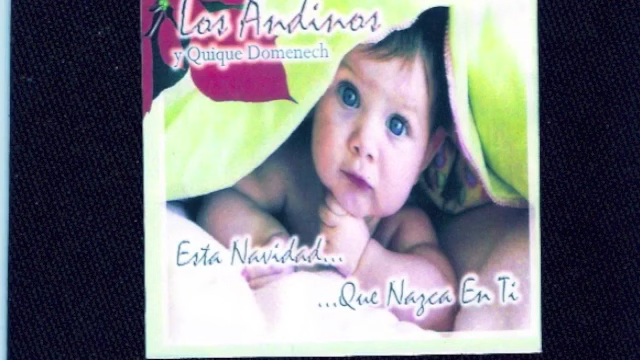 Los Andinos
y Quique Domenech
Esta Navidad...
...Que Nazca En Ti